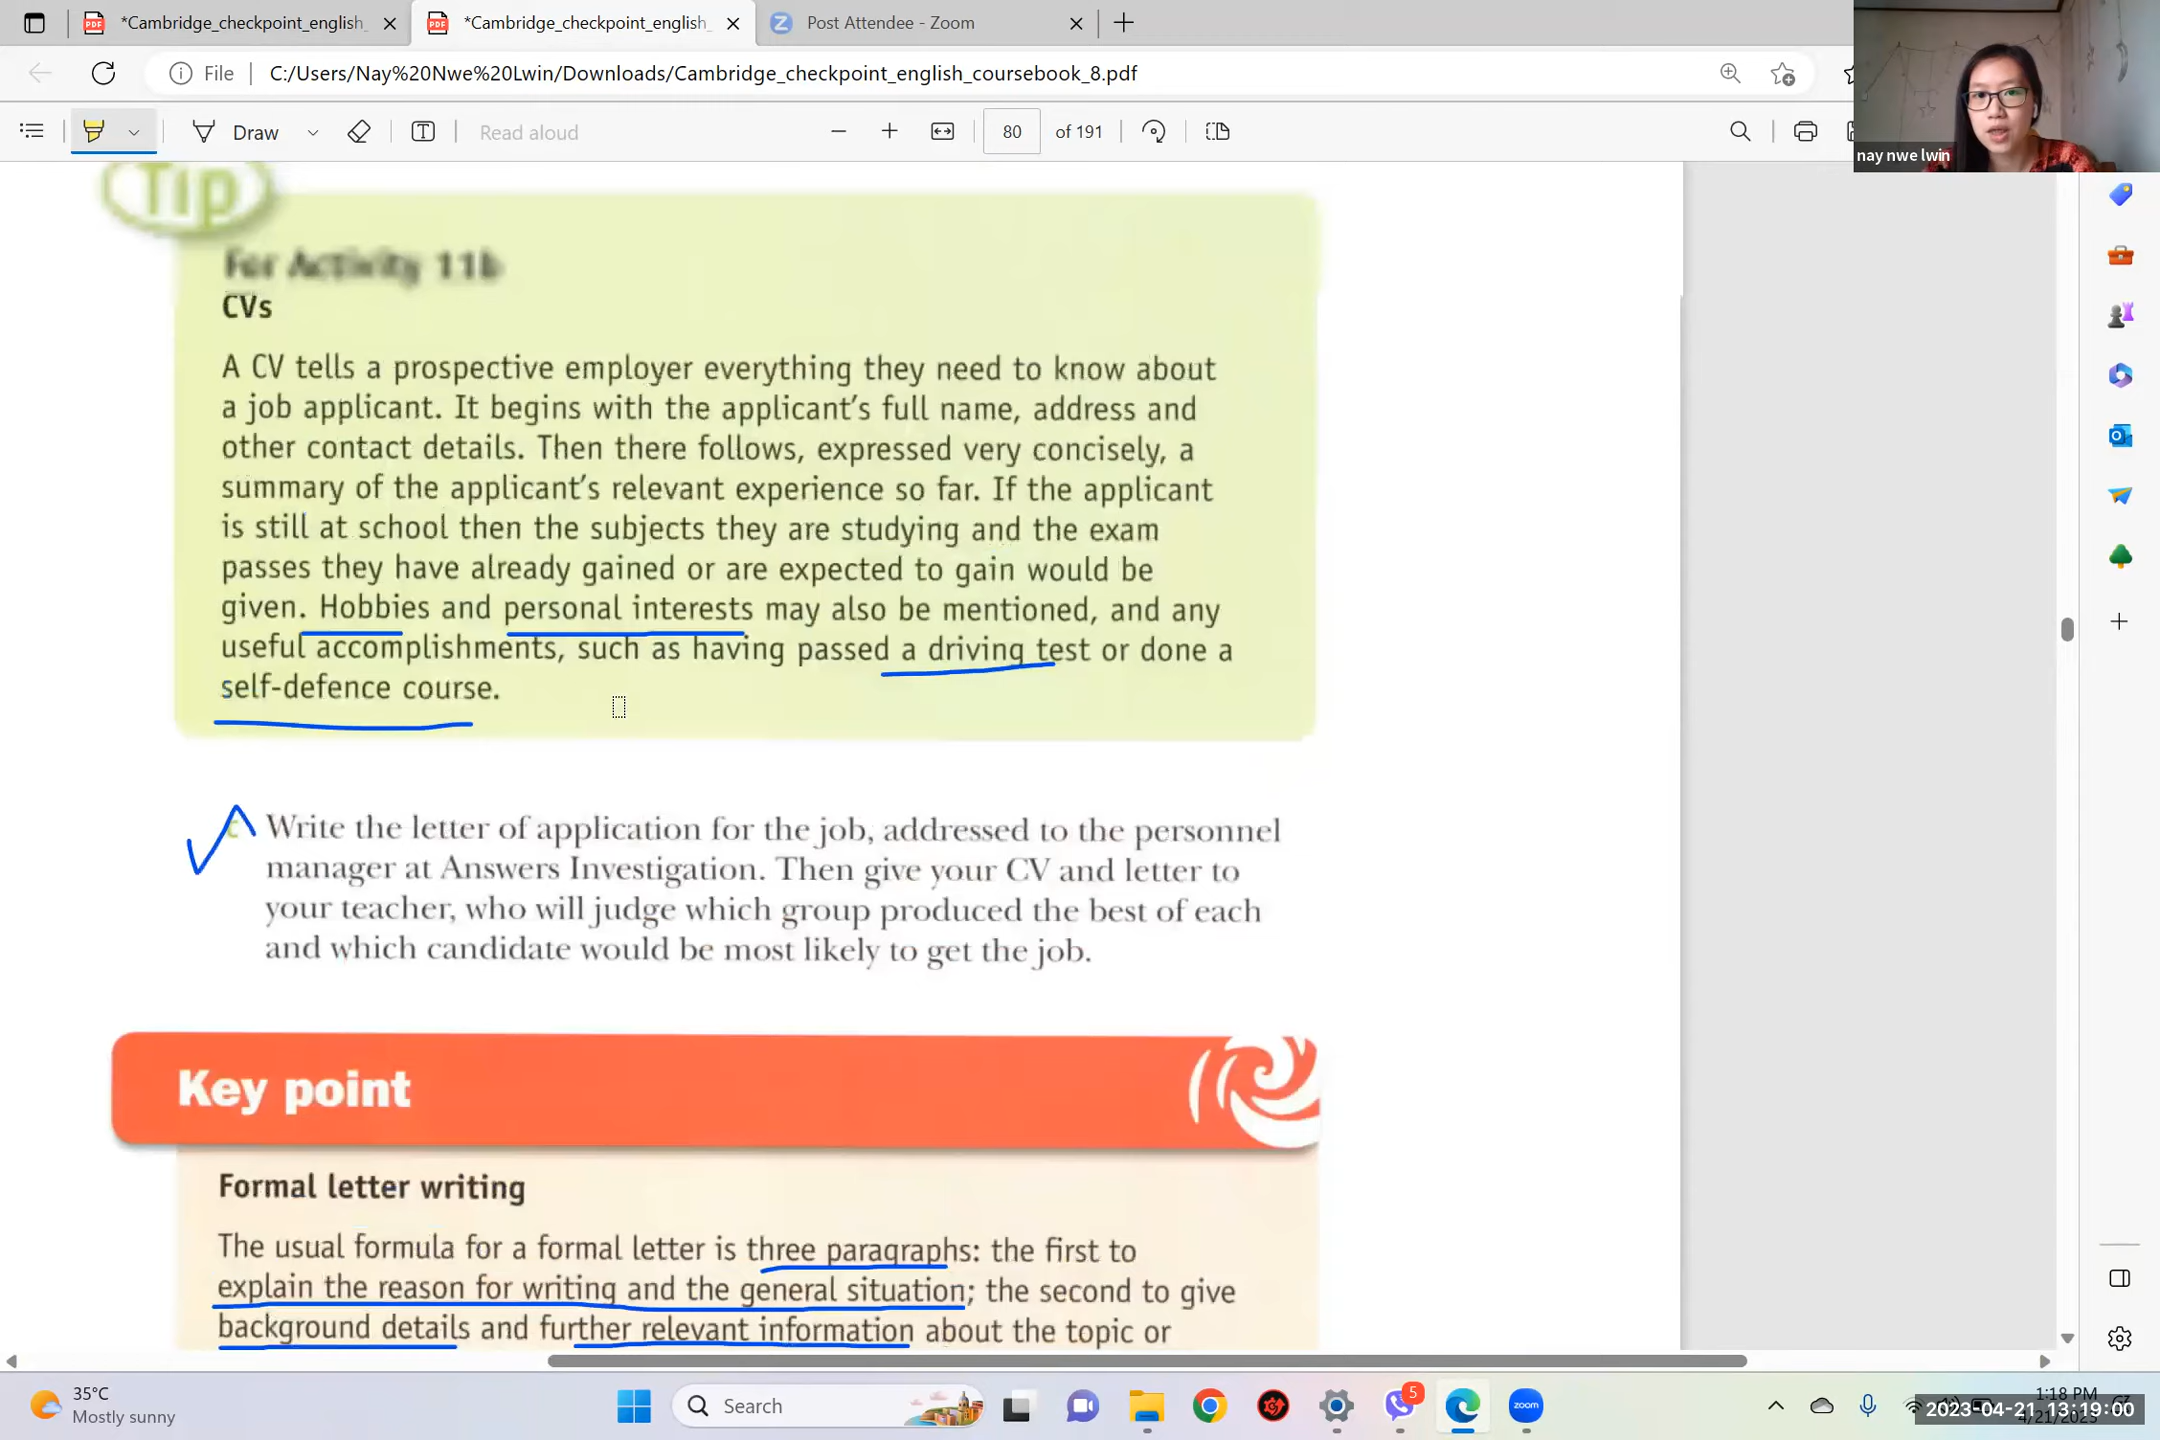 *Cambridge_checkpoint_english_
*Cambridge_checkpoint_english_
Post Attendee - Zoom
File
C:/Users/Nay%20Nwe%20Lwin/Downloads/Cambridge_checkpoint_english_coursebook_8.pdf
Draw
Read aloud
80
of 191
nay nwe lwin
Tip
For Activity 11b
CVs
A CV tells a prospective employer everything they need to know about
a job applicant. It begins with the applicant's full name, address and
other contact details. Then there follows, expressed very concisely, a
summary of the applicant's relevant experience so far. If the applicant
is still at school then the subjects they are studying and the exam
passes they have already gained or are expected to gain would be
given. Hobbies and personal interests may also be mentioned, and any
useful accomplishments, such as having passed a driving test or done a
self-defence course.
c Write the letter of application for the job, addressed to the personnel
manager at Answers Investigation. Then give your CV and letter to
your teacher, who will judge which group produced the best of each
and which candidate would be most likely to get the job.
Key point
Formal letter writing
The usual formula for a formal letter is three paragraphs: the first to
explain the reason for writing and the general situation; the second to give
background details and further relevant information about the topic or
35°C
Mostly sunny
Search
5
zoom
1:18 PM
4/21/2023
2023-04-21 13:19:00